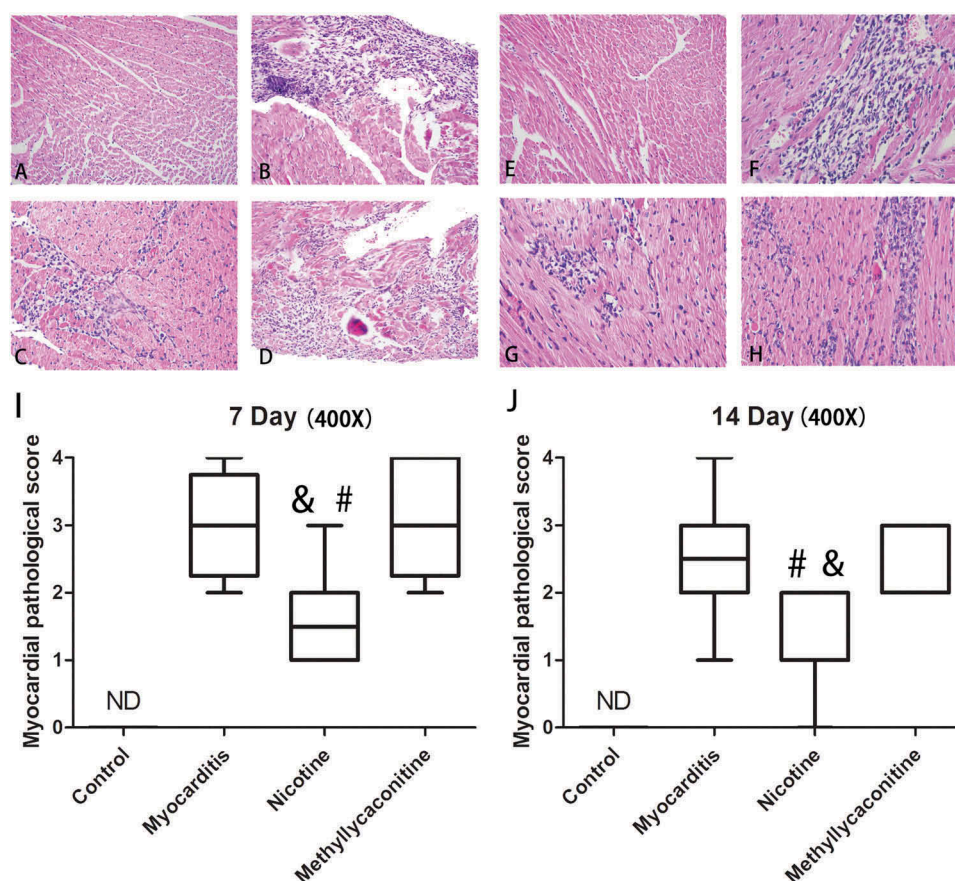 A
B
E
F
C
D
G
H
I
7 Day (400X)
Myocardial pathological score
4
3
2
1
0
& #
ND
Control
Myocarditis
Nicotine
Methyllycaconitine
J
14 Day (400X)
Myocardial pathological score
4
3
2
1
0
# &
ND
Control
Myocarditis
Nicotine
Methyllycaconitine